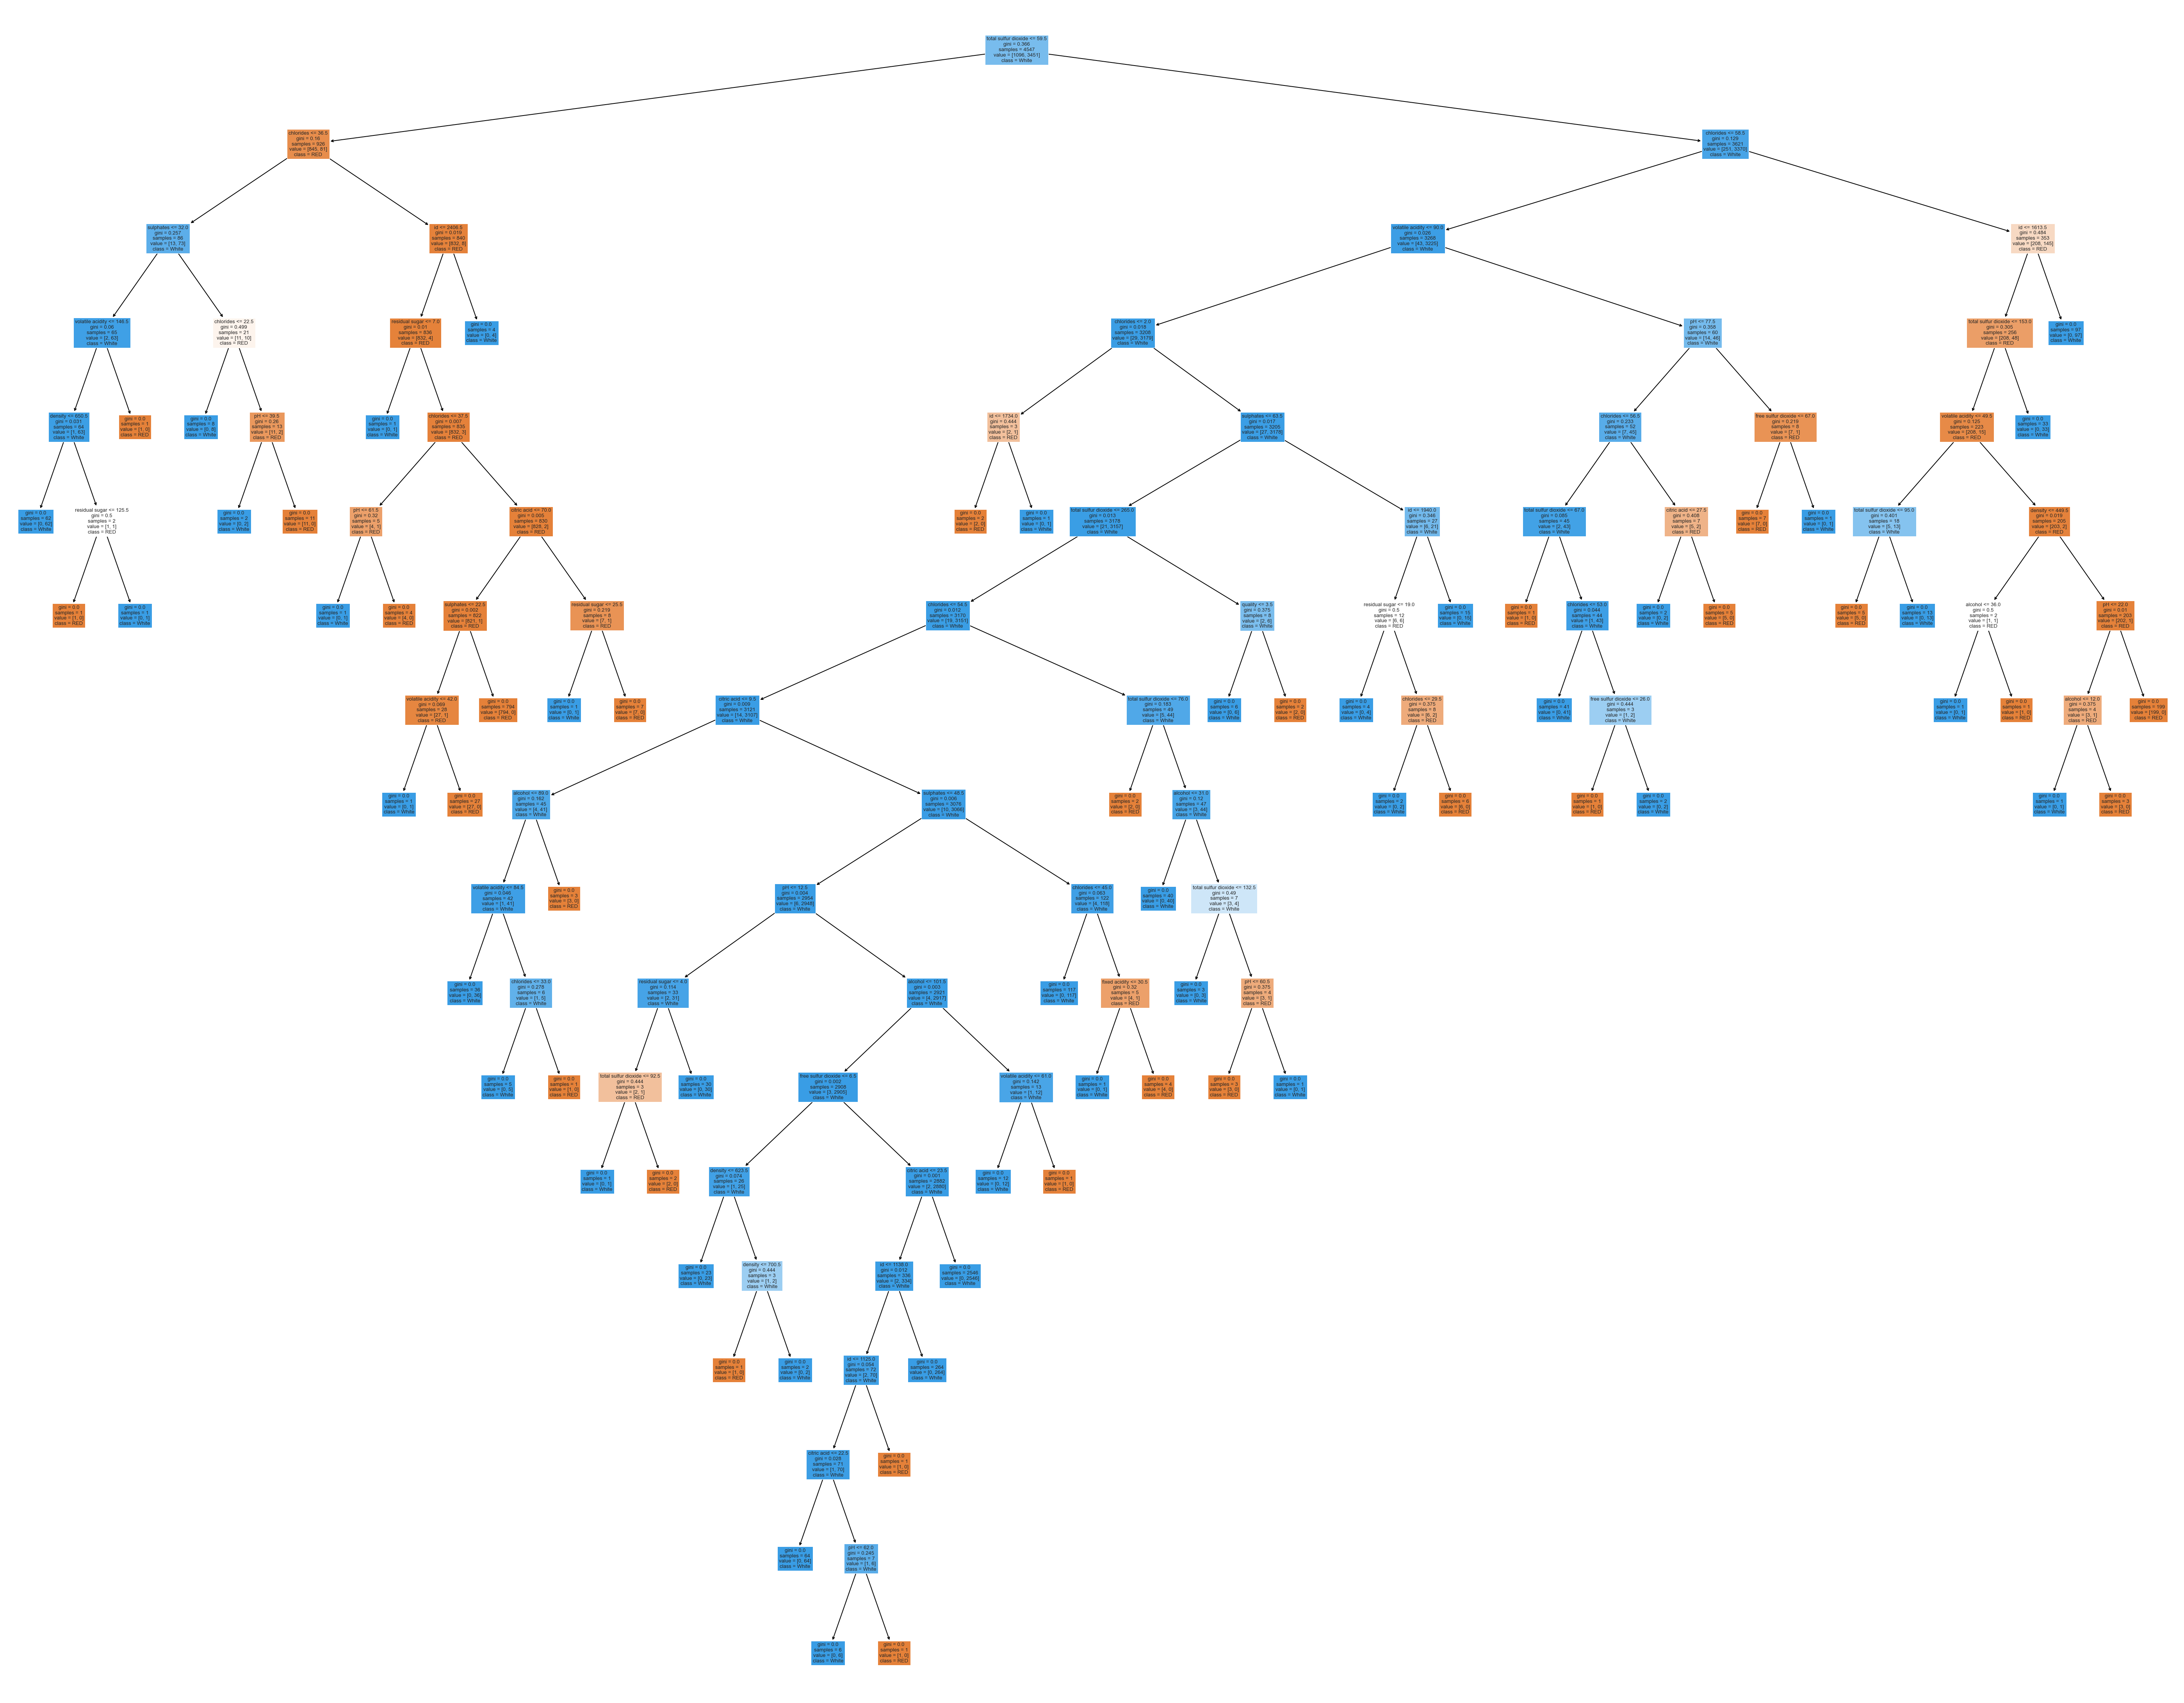 total sulfur dioxide <= 59.5
gini = 0.366
samples = 4547
value = [1096, 3451]
class = White
chlorides <= 36.5
gini = 0.16
samples = 926
value = [845, 81]
class = RED
chlorides <= 58.5
gini = 0.129
samples = 3621
value = [251, 3370]
class = White
sulphates <= 32.0
gini = 0.257
samples = 86
value = [13, 73]
class = White
id <= 2408.5
gini = 0.019
samples = 840
value = [832, 8]
class = RED
volatile acidity <= 90.0
gini = 0.026
samples = 3268
value = [43, 3225]
class = White
id <= 1613.5
gini = 0.484
samples = 353
value = [208, 145]
class = RED
volatile acidity <= 148.5
gini = 0.06
samples = 65
value = [2, 63]
class = White
chlorides <= 22.5
gini = 0.499
samples = 21
value = [11, 10]
class = RED
residual sugar <= 7.0
gini = 0.01
samples = 836
value = [832, 4]
class = RED
gini = 0.0
samples = 4
value = [0, 4]
class = White
chlorides <= 2.0
gini = 0.018
samples = 3208
value = [29, 3179]
class = White
pH <= 77.5
gini = 0.358
samples = 60
value = [14, 46]
class = White
total sulfur dioxide <= 153.0
gini = 0.305
samples = 256
value = [208, 48]
class = RED
gini = 0.0
samples = 97
value = [0, 97]
class = White
density <= 658.5
gini = 0.031
samples = 64
value = [1, 63]
class = White
gini = 0.0
samples = 1
value = [1, 0]
class = RED
gini = 0.0
samples = 8
value = [0, 8]
class = White
pH <= 39.5
gini = 0.26
samples = 13
value = [11, 2]
class = RED
gini = 0.0
samples = 1
value = [0, 1]
class = White
chlorides <= 37.5
gini = 0.007
samples = 835
value = [832, 3]
class = RED
id <= 1734.0
gini = 0.444
samples = 3
value = [2, 1]
class = RED
sulphates <= 63.5
gini = 0.017
samples = 3205
value = [27, 3178]
class = White
chlorides <= 56.5
gini = 0.233
samples = 52
value = [7, 45]
class = White
free sulfur dioxide <= 67.0
gini = 0.219
samples = 8
value = [7, 1]
class = RED
volatile acidity <= 49.5
gini = 0.125
samples = 223
value = [208, 15]
class = RED
gini = 0.0
samples = 33
value = [0, 33]
class = White
gini = 0.0
samples = 62
value = [0, 62]
class = White
residual sugar <= 125.5
gini = 0.5
samples = 2
value = [1, 1]
class = RED
gini = 0.0
samples = 2
value = [0, 2]
class = White
gini = 0.0
samples = 11
value = [11, 0]
class = RED
pH <= 61.5
gini = 0.32
samples = 5
value = [4, 1]
class = RED
citric acid <= 70.0
gini = 0.005
samples = 830
value = [828, 2]
class = RED
gini = 0.0
samples = 2
value = [2, 0]
class = RED
gini = 0.0
samples = 1
value = [0, 1]
class = White
total sulfur dioxide <= 265.0
gini = 0.013
samples = 3178
value = [21, 3157]
class = White
id <= 1640.0
gini = 0.346
samples = 27
value = [6, 21]
class = White
total sulfur dioxide <= 67.5
gini = 0.085
samples = 45
value = [2, 43]
class = White
citric acid <= 27.5
gini = 0.408
samples = 7
value = [5, 2]
class = RED
gini = 0.0
samples = 7
value = [7, 0]
class = RED
gini = 0.0
samples = 1
value = [0, 1]
class = White
total sulfur dioxide <= 95.0
gini = 0.401
samples = 18
value = [5, 13]
class = White
density <= 449.5
gini = 0.019
samples = 205
value = [203, 2]
class = RED
gini = 0.0
samples = 1
value = [1, 0]
class = RED
gini = 0.0
samples = 1
value = [0, 1]
class = White
gini = 0.0
samples = 1
value = [0, 1]
class = White
gini = 0.0
samples = 4
value = [4, 0]
class = RED
sulphates <= 22.5
gini = 0.002
samples = 822
value = [821, 1]
class = RED
residual sugar <= 25.5
gini = 0.219
samples = 8
value = [7, 1]
class = RED
chlorides <= 54.5
gini = 0.012
samples = 3170
value = [19, 3151]
class = White
quality <= 3.5
gini = 0.375
samples = 8
value = [2, 6]
class = White
residual sugar <= 19.0
gini = 0.5
samples = 12
value = [6, 6]
class = RED
gini = 0.0
samples = 15
value = [0, 15]
class = White
gini = 0.0
samples = 1
value = [1, 0]
class = RED
chlorides <= 53.0
gini = 0.044
samples = 44
value = [1, 43]
class = White
gini = 0.0
samples = 2
value = [0, 2]
class = White
gini = 0.0
samples = 5
value = [5, 0]
class = RED
gini = 0.0
samples = 5
value = [5, 0]
class = RED
gini = 0.0
samples = 13
value = [0, 13]
class = White
alcohol <= 36.0
gini = 0.5
samples = 2
value = [1, 1]
class = RED
pH <= 22.0
gini = 0.01
samples = 203
value = [202, 1]
class = RED
volatile acidity <= 42.0
gini = 0.069
samples = 28
value = [27, 1]
class = RED
gini = 0.0
samples = 794
value = [794, 0]
class = RED
gini = 0.0
samples = 1
value = [0, 1]
class = White
gini = 0.0
samples = 7
value = [7, 0]
class = RED
citric acid <= 9.5
gini = 0.009
samples = 3121
value = [14, 3107]
class = White
total sulfur dioxide <= 76.0
gini = 0.183
samples = 49
value = [5, 44]
class = White
gini = 0.0
samples = 6
value = [0, 6]
class = White
gini = 0.0
samples = 2
value = [2, 0]
class = RED
gini = 0.0
samples = 4
value = [0, 4]
class = White
chlorides <= 29.5
gini = 0.375
samples = 8
value = [6, 2]
class = RED
gini = 0.0
samples = 41
value = [0, 41]
class = White
free sulfur dioxide <= 26.0
gini = 0.444
samples = 3
value = [1, 2]
class = White
gini = 0.0
samples = 1
value = [0, 1]
class = White
gini = 0.0
samples = 1
value = [1, 0]
class = RED
alcohol <= 12.0
gini = 0.375
samples = 4
value = [3, 1]
class = RED
gini = 0.0
samples = 199
value = [199, 0]
class = RED
gini = 0.0
samples = 1
value = [0, 1]
class = White
gini = 0.0
samples = 27
value = [27, 0]
class = RED
alcohol <= 89.0
gini = 0.162
samples = 45
value = [4, 41]
class = White
sulphates <= 49.5
gini = 0.006
samples = 3076
value = [10, 3066]
class = White
gini = 0.0
samples = 2
value = [2, 0]
class = RED
alcohol <= 31.0
gini = 0.12
samples = 47
value = [3, 44]
class = White
gini = 0.0
samples = 2
value = [0, 2]
class = White
gini = 0.0
samples = 6
value = [6, 0]
class = RED
gini = 0.0
samples = 1
value = [1, 0]
class = RED
gini = 0.0
samples = 2
value = [0, 2]
class = White
gini = 0.0
samples = 1
value = [0, 1]
class = White
gini = 0.0
samples = 3
value = [3, 0]
class = RED
volatile acidity <= 84.5
gini = 0.046
samples = 42
value = [1, 41]
class = White
gini = 0.0
samples = 3
value = [3, 0]
class = RED
pH <= 12.5
gini = 0.004
samples = 2954
value = [6, 2948]
class = White
chlorides <= 45.0
gini = 0.063
samples = 122
value = [4, 118]
class = White
gini = 0.0
samples = 40
value = [0, 40]
class = White
total sulfur dioxide <= 132.5
gini = 0.49
samples = 7
value = [3, 4]
class = White
gini = 0.0
samples = 36
value = [0, 36]
class = White
chlorides <= 33.0
gini = 0.278
samples = 6
value = [1, 5]
class = White
residual sugar <= 4.0
gini = 0.114
samples = 33
value = [2, 31]
class = White
alcohol <= 101.5
gini = 0.003
samples = 2921
value = [4, 2917]
class = White
gini = 0.0
samples = 117
value = [0, 117]
class = White
fixed acidity <= 30.5
gini = 0.32
samples = 5
value = [4, 1]
class = RED
gini = 0.0
samples = 3
value = [0, 3]
class = White
pH <= 60.5
gini = 0.375
samples = 4
value = [3, 1]
class = RED
gini = 0.0
samples = 5
value = [0, 5]
class = White
gini = 0.0
samples = 1
value = [1, 0]
class = RED
total sulfur dioxide <= 92.5
gini = 0.444
samples = 3
value = [2, 1]
class = RED
gini = 0.0
samples = 30
value = [0, 30]
class = White
free sulfur dioxide <= 6.5
gini = 0.002
samples = 2908
value = [3, 2905]
class = White
volatile acidity <= 81.0
gini = 0.142
samples = 13
value = [1, 12]
class = White
gini = 0.0
samples = 1
value = [0, 1]
class = White
gini = 0.0
samples = 4
value = [4, 0]
class = RED
gini = 0.0
samples = 3
value = [3, 0]
class = RED
gini = 0.0
samples = 1
value = [0, 1]
class = White
gini = 0.0
samples = 1
value = [0, 1]
class = White
gini = 0.0
samples = 2
value = [2, 0]
class = RED
density <= 623.5
gini = 0.074
samples = 26
value = [1, 25]
class = White
citric acid <= 23.5
gini = 0.001
samples = 2882
value = [2, 2880]
class = White
gini = 0.0
samples = 12
value = [0, 12]
class = White
gini = 0.0
samples = 1
value = [1, 0]
class = RED
gini = 0.0
samples = 23
value = [0, 23]
class = White
density <= 700.5
gini = 0.444
samples = 3
value = [1, 2]
class = White
id <= 1138.0
gini = 0.012
samples = 336
value = [2, 334]
class = White
gini = 0.0
samples = 2546
value = [0, 2546]
class = White
gini = 0.0
samples = 1
value = [1, 0]
class = RED
gini = 0.0
samples = 2
value = [0, 2]
class = White
id <= 1125.0
gini = 0.054
samples = 72
value = [2, 70]
class = White
gini = 0.0
samples = 264
value = [0, 264]
class = White
citric acid <= 22.5
gini = 0.028
samples = 71
value = [1, 70]
class = White
gini = 0.0
samples = 1
value = [1, 0]
class = RED
gini = 0.0
samples = 64
value = [0, 64]
class = White
pH <= 62.5
gini = 0.245
samples = 7
value = [1, 6]
class = White
gini = 0.0
samples = 6
value = [0, 6]
class = White
gini = 0.0
samples = 1
value = [1, 0]
class = RED